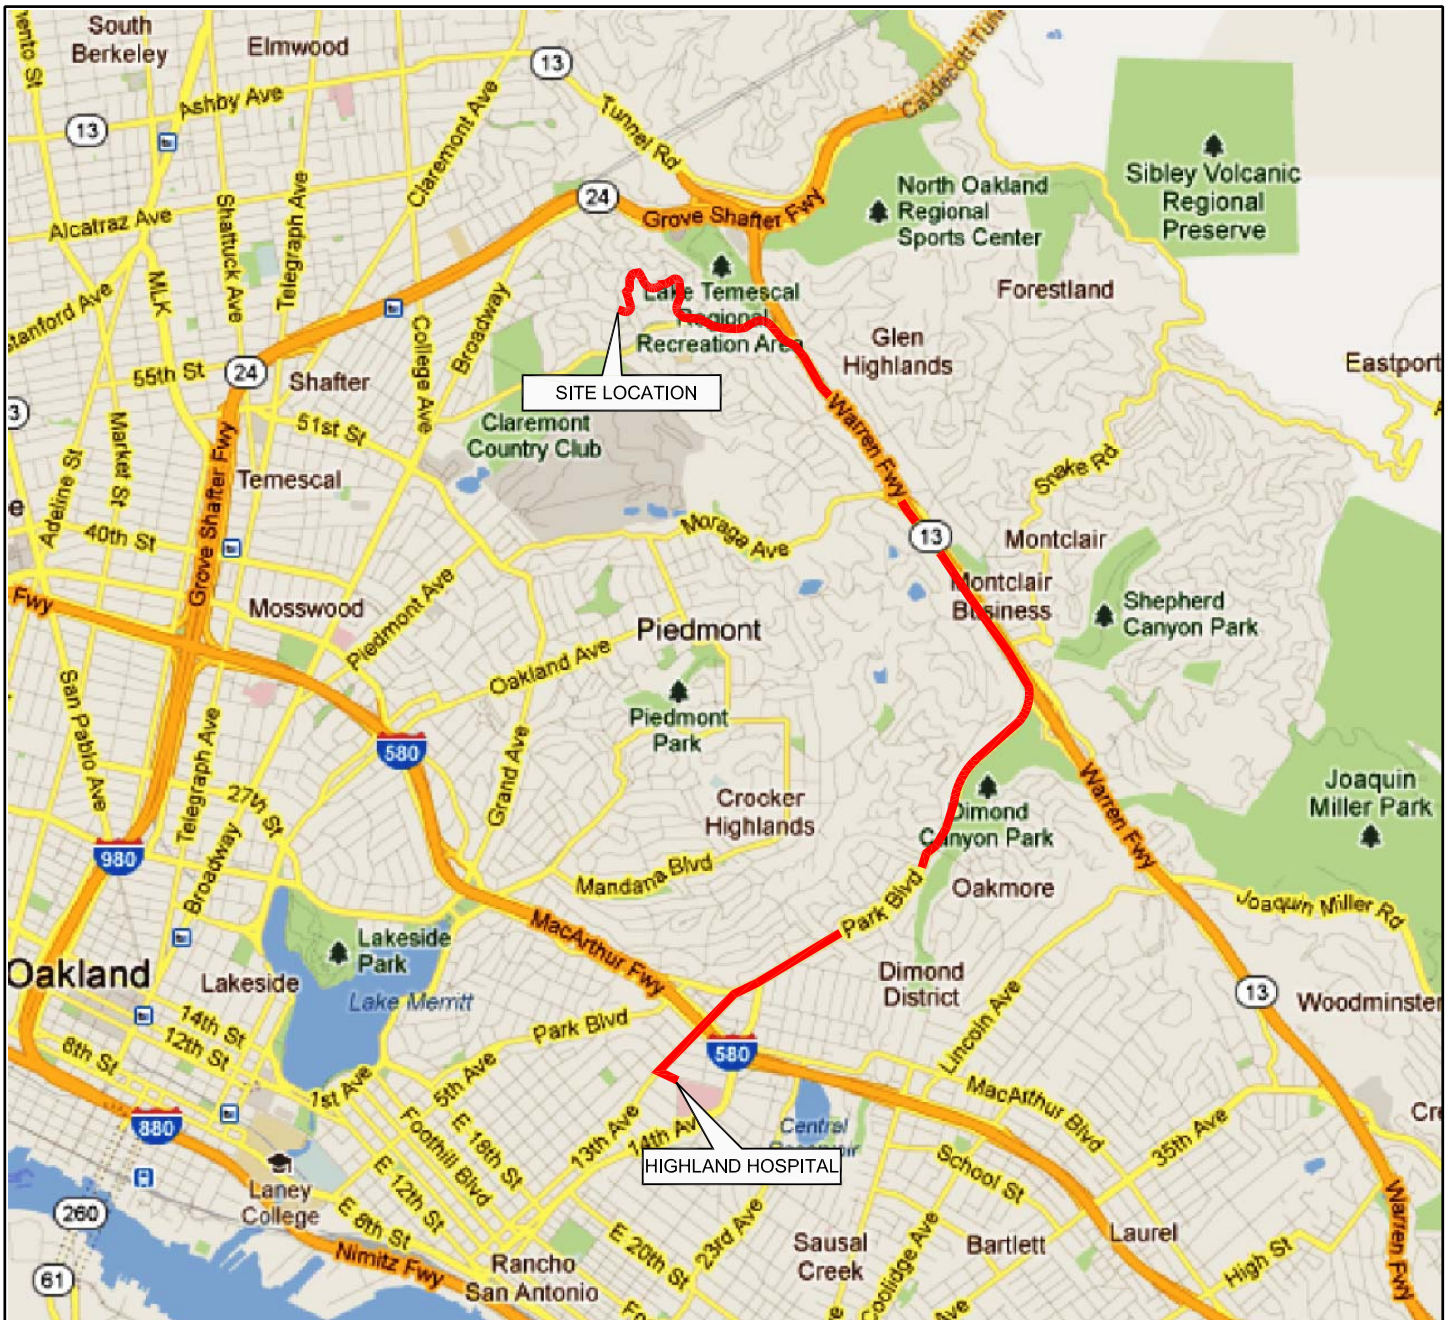 South
Berkeley
Elmwood
13
Ashby Ave
13
Claremont Ave
Tunnel Rd
Sibley Volcanic
Regional
Preserve
North Oakland
Regional
Sports Center
24
Grove Shafter Fwy
Alcatraz Ave
Shattuck Ave
Telegraph Ave
MLK
Stanford Ave
Lake Temescal
Regional
Recreation Area
Forestland
Glen
Highlands
Eastport
College Ave
Broadway
55th St
24
Shafter
SITE LOCATION
Claremont
Country Club
51st St
Market St
Adeline St
Grove Shafter Fwy
Temescal
Warren Fwy
Snake Rd
40th St
Moraga Ave
13
Montclair
Montclair
Business
Shepherd
Canyon Park
Fwy
Mosswood
Piedmont Ave
Piedmont
Oakland Ave
San Pablo Ave
Piedmont
Park
580
Grand Ave
Telegraph Ave
27th St
Broadway
980
Crocker
Highlands
Mandana Blvd
Warren Fwy
Joaquin
Miller Park
Dimond
Canyon Park
Oakmore
Park Blvd
Joaquin Miller Rd
MacArthur Fwy
Lakeside
Park
Oakland
Lakeside
Lake Merritt
Dimond
District
13
Woodminster
14th St
12th St
8th St
Park Blvd
5th Ave
580
Lincoln Ave
MacArthur Blvd
35th Ave
1st Ave
Foothill Blvd
E 18th St
E 12th St
13th Ave
14th Av
Central
880
HIGHLAND HOSPITAL
School St
Laney
College
E 8th St
260
Nimitz Fwy
61
Rancho
San Antonio
E 20th St
23rd Ave
Sausal
Creek
Coolidge Ave
Bartlett
Laurel
High St
Warren Fwy
Ave